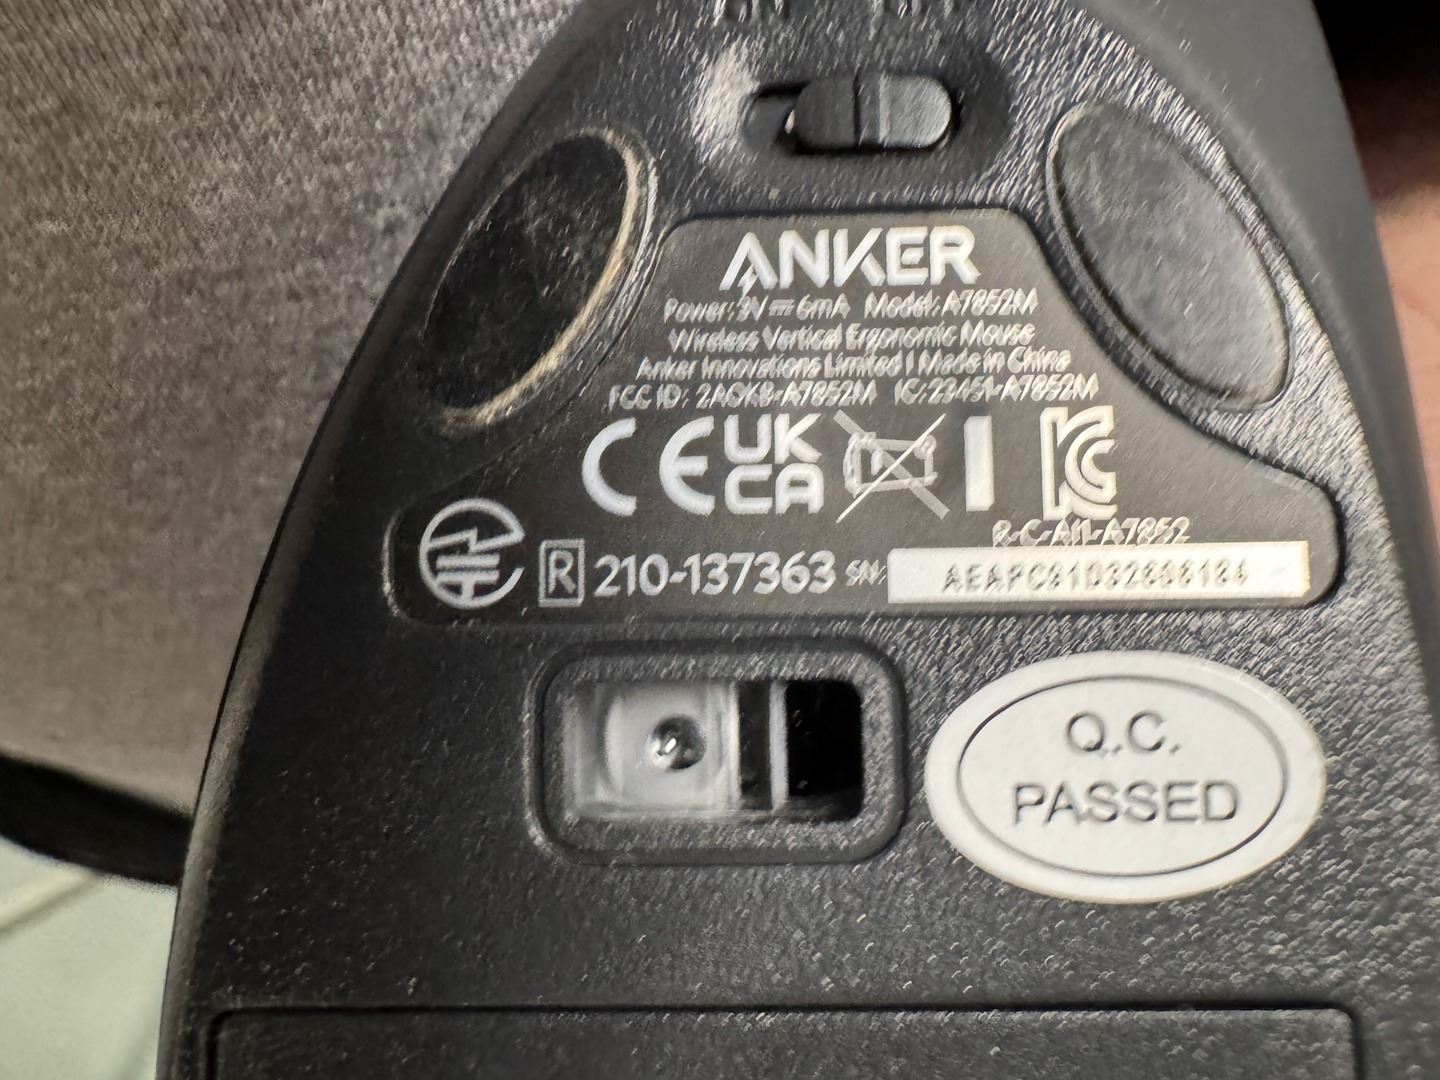 ANKER
Power: 3V ⎓ 6mA Model: A7852M
Wireless Vertical Ergonomic Mouse
Anker Innovations Limited | Made in China
FCC ID: 2AOKB-A7852M IC: 23451-A7852M
CE UK CA
R-C-AII-A7852
R 210-137363 SN:
Q.C.
PASSED